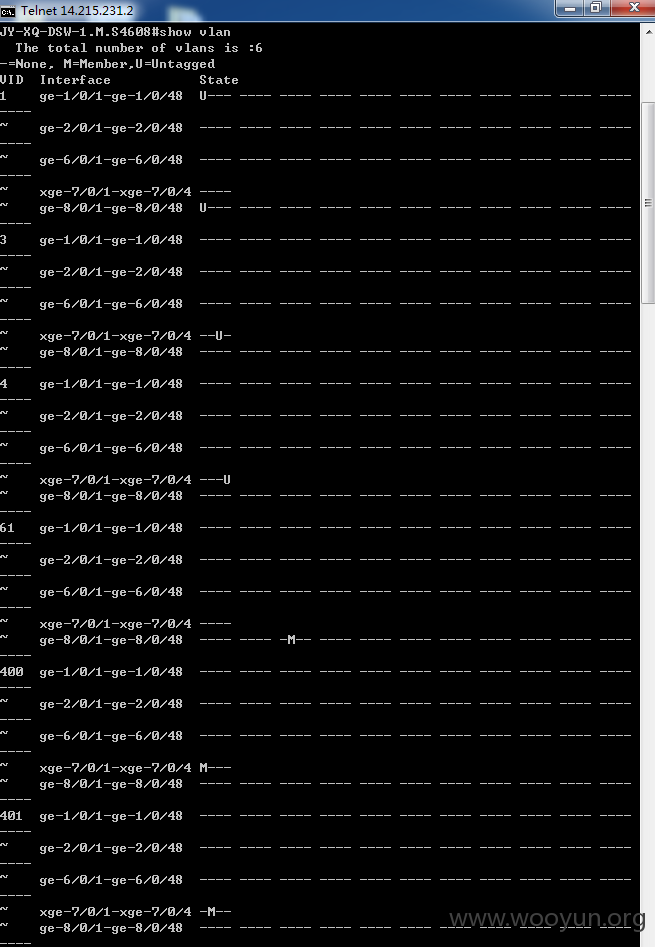 Telnet 14.215.231.2
JY-XQ-DSW-1.M.S4608#show vlan
  The total number of vlans is :6
-=None, M=Member,U=Untagged
VID  Interface           State
1    ge-1/0/1-ge-1/0/48  U--- ---- ---- ---- ---- ---- ---- ---- ---- ---- ----
----
~    ge-2/0/1-ge-2/0/48  ---- ---- ---- ---- ---- ---- ---- ---- ---- ---- ----
----
~    ge-6/0/1-ge-6/0/48  ---- ---- ---- ---- ---- ---- ---- ---- ---- ---- ----
----
~    xge-7/0/1-xge-7/0/4 ----
~    ge-8/0/1-ge-8/0/48  U--- ---- ---- ---- ---- ---- ---- ---- ---- ---- ----
----
3    ge-1/0/1-ge-1/0/48  ---- ---- ---- ---- ---- ---- ---- ---- ---- ---- ----
----
~    ge-2/0/1-ge-2/0/48  ---- ---- ---- ---- ---- ---- ---- ---- ---- ---- ----
----
~    ge-6/0/1-ge-6/0/48  ---- ---- ---- ---- ---- ---- ---- ---- ---- ---- ----
----
~    xge-7/0/1-xge-7/0/4 --U-
~    ge-8/0/1-ge-8/0/48  ---- ---- ---- ---- ---- ---- ---- ---- ---- ---- ----
----
4    ge-1/0/1-ge-1/0/48  ---- ---- ---- ---- ---- ---- ---- ---- ---- ---- ----
----
~    ge-2/0/1-ge-2/0/48  ---- ---- ---- ---- ---- ---- ---- ---- ---- ---- ----
----
~    ge-6/0/1-ge-6/0/48  ---- ---- ---- ---- ---- ---- ---- ---- ---- ---- ----
----
~    xge-7/0/1-xge-7/0/4 ---U
~    ge-8/0/1-ge-8/0/48  ---- ---- ---- ---- ---- ---- ---- ---- ---- ---- ----
----
61   ge-1/0/1-ge-1/0/48  ---- ---- ---- ---- ---- ---- ---- ---- ---- ---- ----
----
~    ge-2/0/1-ge-2/0/48  ---- ---- ---- ---- ---- ---- ---- ---- ---- ---- ----
----
~    ge-6/0/1-ge-6/0/48  ---- ---- ---- ---- ---- ---- ---- ---- ---- ---- ----
----
~    xge-7/0/1-xge-7/0/4 ----
~    ge-8/0/1-ge-8/0/48  ---- ---- -M-- ---- ---- ---- ---- ---- ---- ---- ----
----
400  ge-1/0/1-ge-1/0/48  ---- ---- ---- ---- ---- ---- ---- ---- ---- ---- ----
----
~    ge-2/0/1-ge-2/0/48  ---- ---- ---- ---- ---- ---- ---- ---- ---- ---- ----
----
~    ge-6/0/1-ge-6/0/48  ---- ---- ---- ---- ---- ---- ---- ---- ---- ---- ----
----
~    xge-7/0/1-xge-7/0/4 M---
~    ge-8/0/1-ge-8/0/48  ---- ---- ---- ---- ---- ---- ---- ---- ---- ---- ----
----
401  ge-1/0/1-ge-1/0/48  ---- ---- ---- ---- ---- ---- ---- ---- ---- ---- ----
----
~    ge-2/0/1-ge-2/0/48  ---- ---- ---- ---- ---- ---- ---- ---- ---- ---- ----
----
~    ge-6/0/1-ge-6/0/48  ---- ---- ---- ---- ---- ---- ---- ---- ---- ---- ----
----
~    xge-7/0/1-xge-7/0/4 -M--
~    ge-8/0/1-ge-8/0/48  ---- ---- ---- ---- ---- ---- ---- ---- ---- ---- ----
----
www.wooyun.org